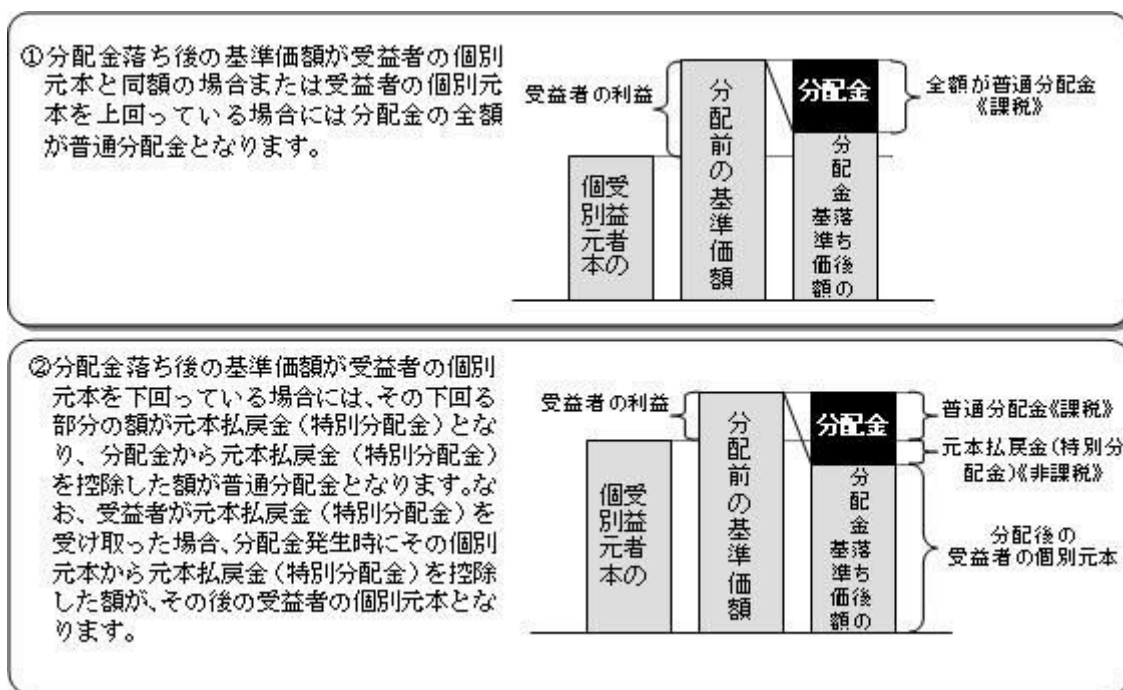 ①分配金落ち後の基準価額が受益者の個別
元本と同額の場合または受益者の個別元
本を上回っている場合には分配金の全額
が普通分配金となります。
受益者の利益
受益者の
個別元本
分配前の基準価額
分配金
分配金落ち後の
基準価額
全額が普通分配金
《課税》
②分配金落ち後の基準価額が受益者の個別
元本を下回っている場合には、その下回る
部分の額が元本払戻金（特別分配金）とな
り、分配金から元本払戻金（特別分配金）
を控除した額が普通分配金となります。な
お、受益者が元本払戻金（特別分配金）を
受け取った場合、分配金発生時にその個別
元本から元本払戻金（特別分配金）を控除
した額が、その後の受益者の個別元本とな
ります。
受益者の利益
受益者の
個別元本
分配前の基準価額
分配金
分配金落ち後の
基準価額
普通分配金《課税》
元本払戻金（特別分
配金）《非課税》
分配後の
受益者の個別元本